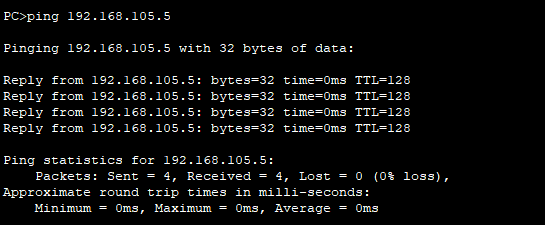 PC>ping 192.168.105.5
Pinging 192.168.105.5 with 32 bytes of data:
Reply from 192.168.105.5: bytes=32 time=0ms TTL=128
Reply from 192.168.105.5: bytes=32 time=0ms TTL=128
Reply from 192.168.105.5: bytes=32 time=0ms TTL=128
Reply from 192.168.105.5: bytes=32 time=0ms TTL=128
Ping statistics for 192.168.105.5:
Packets: Sent = 4, Received = 4, Lost = 0 (0% loss),
Approximate round trip times in milli-seconds:
Minimum = 0ms, Maximum = 0ms, Average = 0ms